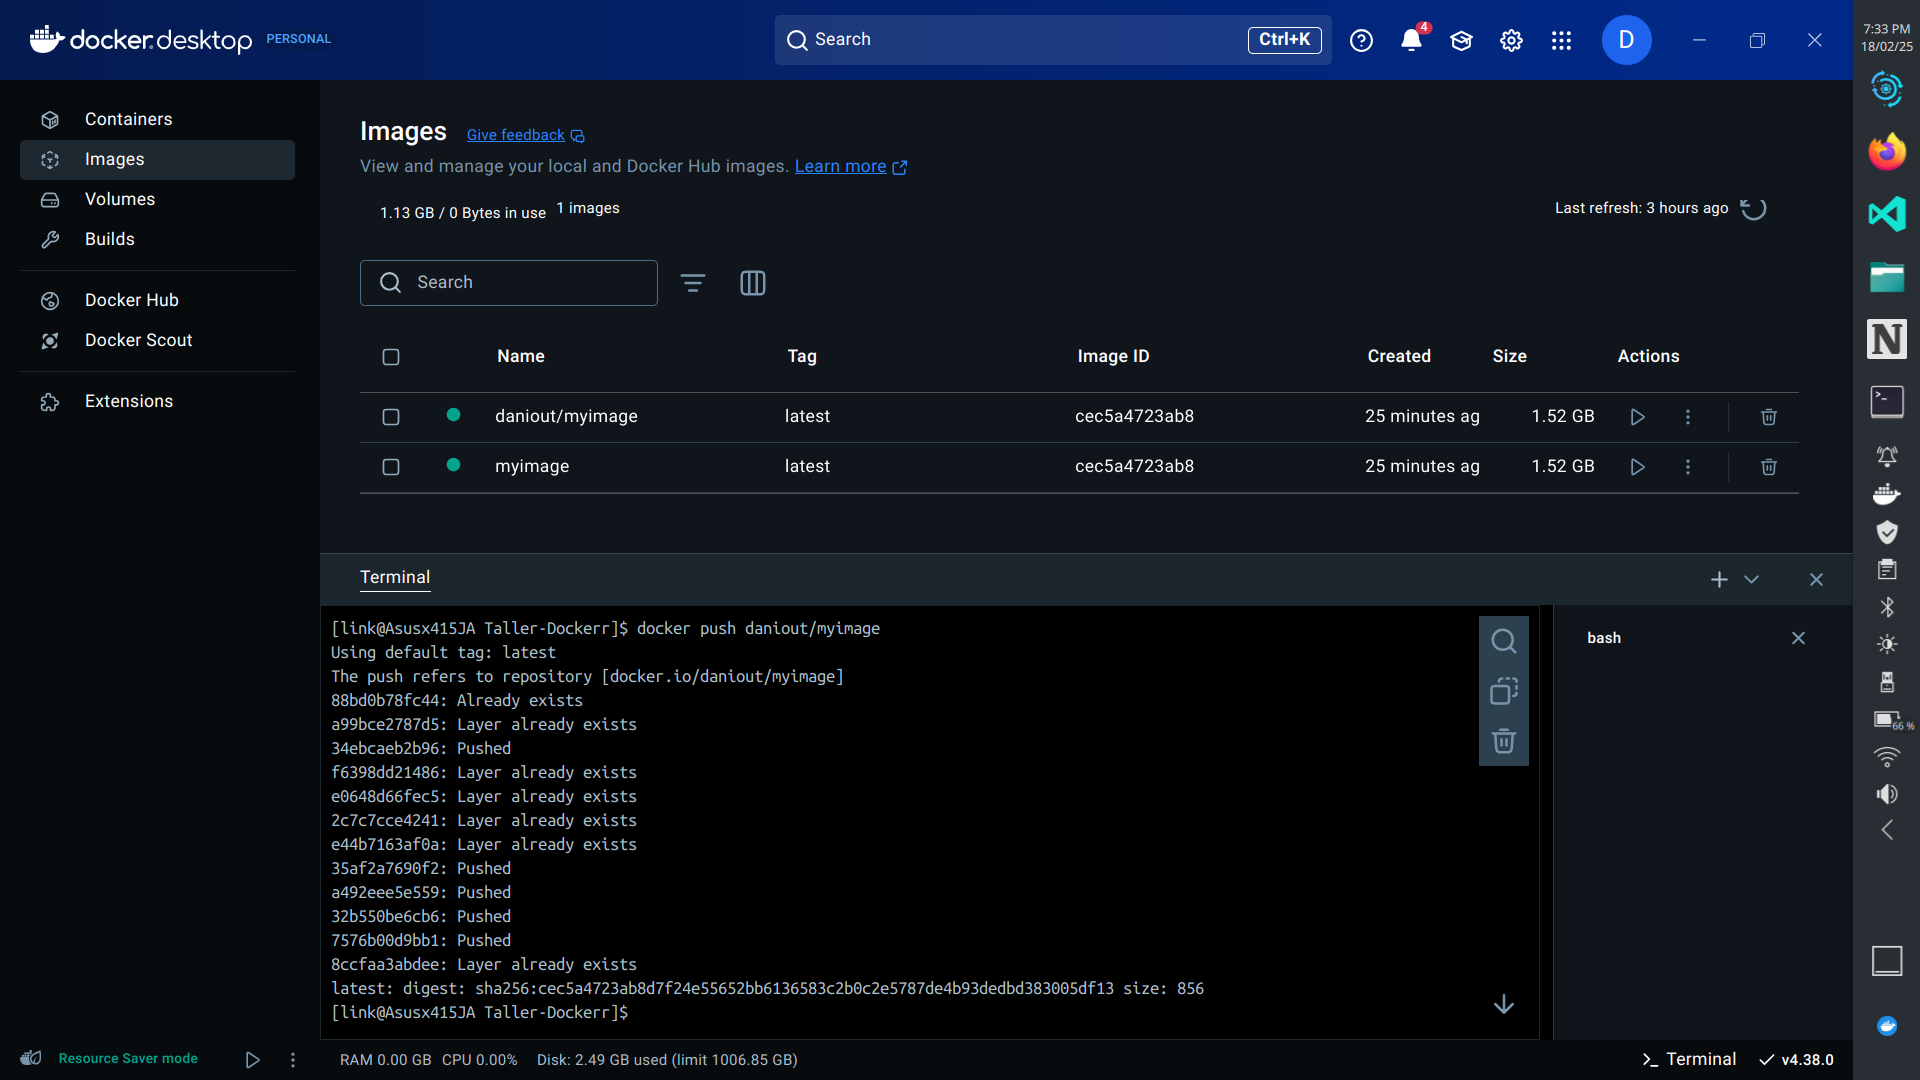 docker.desktop PERSONAL
Search Ctrl+K
4
D
7:33 PM
18/02/25
Containers
Images
Volumes
Builds
Docker Hub
Docker Scout
Extensions
Images Give feedback
View and manage your local and Docker Hub images. Learn more
1.13 GB / 0 Bytes in use 1 images
Last refresh: 3 hours ago
Search
Name Tag Image ID Created Size Actions
daniout/myimage latest cec5a4723ab8 25 minutes ag 1.52 GB
myimage latest cec5a4723ab8 25 minutes ag 1.52 GB
Terminal
[link@Asusx415JA Taller-Dockerr]$ docker push daniout/myimage
Using default tag: latest
The push refers to repository [docker.io/daniout/myimage]
88bd0b78fc44: Already exists
a99bce2787d5: Layer already exists
34ebcaeb2b96: Pushed
f6398dd21486: Layer already exists
e0648d66fec5: Layer already exists
2c7c7cce4241: Layer already exists
e44b7163af0a: Layer already exists
35af2a7690f2: Pushed
a492eee5e559: Pushed
32b550be6cb6: Pushed
7576b00d9bb1: Pushed
8ccfaa3abdee: Layer already exists
latest: digest: sha256:cec5a4723ab8d7f24e55652bb6136583c2b0c2e5787de4b93dedbd383005df13 size: 856
[link@Asusx415JA Taller-Dockerr]$
bash
N
66 %
Resource Saver mode
RAM 0.00 GB CPU 0.00% Disk: 2.49 GB used (limit 1006.85 GB)
>_ Terminal v4.38.0